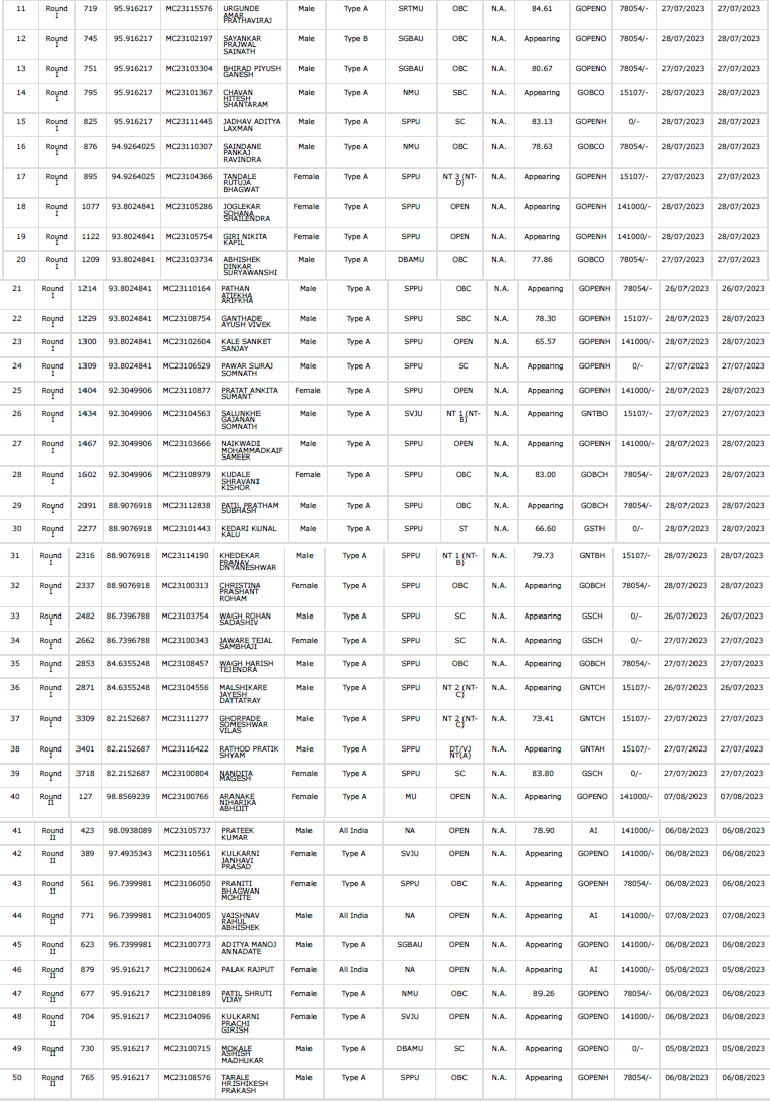 11 Round I 719 95.916217 MC23115576 URGUNDE AMAR PRATHAVIRAJ Male Type A SRTMU OBC N.A. 84.61 GOPENO 78054/- 27/07/2023 27/07/2023
12 Round I 745 95.916217 MC23102197 SAYANKAR PRAJWAL SAINATH Male Type B SGBAU OBC N.A. Appearing GOPENO 78054/- 28/07/2023 28/07/2023
13 Round I 751 95.916217 MC23103304 BHIRAD PIYUSH GANESH Male Type A SGBAU OBC N.A. 80.67 GOPENO 78054/- 27/07/2023 27/07/2023
14 Round I 795 95.916217 MC23101367 CHAVAN HITESH SHANTARAM Male Type A NMU SBC N.A. Appearing GOBCO 15107/- 28/07/2023 28/07/2023
15 Round I 825 95.916217 MC23111445 JADHAV ADITYA LAXMAN Male Type A SPPU SC N.A. 83.13 GOPENH 0/- 28/07/2023 28/07/2023
16 Round I 876 94.9264025 MC23110307 SAINDANE PANKAJ RAVINDRA Male Type A NMU OBC N.A. 78.63 GOBCO 78054/- 28/07/2023 28/07/2023
17 Round I 895 94.9264025 MC23104366 TANDALE RUTUJA BHAGWAT Female Type A SPPU NT 3 (NT-D) N.A. Appearing GOPENH 15107/- 28/07/2023 28/07/2023
18 Round I 1077 93.8024841 MC23105286 JOGLEKAR SOHANA SHAILENDRA Female Type A SPPU OPEN N.A. Appearing GOPENH 141000/- 28/07/2023 28/07/2023
19 Round I 1122 93.8024841 MC23105754 GIRI NIKITA KAPIL Female Type A SPPU OPEN N.A. Appearing GOPENH 141000/- 28/07/2023 28/07/2023
20 Round I 1209 93.8024841 MC23103734 ABHISHEK DINKAR SURYAWANSHI Male Type A DBAMU OBC N.A. 77.86 GOBCO 78054/- 27/07/2023 27/07/2023
21 Round I 1214 93.8024841 MC23110164 PATHAN ATIFKHA ARIFKHA Male Type A SPPU OBC N.A. Appearing GOPENH 78054/- 26/07/2023 26/07/2023
22 Round I 1229 93.8024841 MC23108754 GANTHADE AYUSH VIVEK Male Type A SPPU SBC N.A. 78.30 GOPENH 15107/- 28/07/2023 28/07/2023
23 Round I 1300 93.8024841 MC23102604 KALE SANKET SANJAY Male Type A SPPU OPEN N.A. 65.57 GOPENH 141000/- 28/07/2023 28/07/2023
24 Round I 1309 93.8024841 MC23106529 PAWAR SURAJ SOMNATH Male Type A SPPU SC N.A. Appearing GOPENH 0/- 27/07/2023 27/07/2023
25 Round I 1404 92.3049906 MC23110877 PRATAT ANKITA SUMANT Female Type A SPPU OPEN N.A. Appearing GOPENH 141000/- 28/07/2023 28/07/2023
26 Round I 1434 92.3049906 MC23104563 SALUNKHE GAJANAN SOMNATH Male Type A SVJU NT 1 (NT-B) N.A. Appearing GNTBO 15107/- 27/07/2023 27/07/2023
27 Round I 1467 92.3049906 MC23103666 NAIKWADI MOHAMMADKAIF SAMEER Male Type A SPPU OPEN N.A. Appearing GOPENH 141000/- 28/07/2023 28/07/2023
28 Round I 1602 92.3049906 MC23108979 KUDALE SHRAVANI KISHOR Female Type A SPPU OBC N.A. 83.00 GOBCH 78054/- 28/07/2023 28/07/2023
29 Round I 2091 88.9076918 MC23112838 PATIL PRATHAM SUBHASH Male Type A SPPU OBC N.A. Appearing GOBCH 78054/- 28/07/2023 28/07/2023
30 Round I 2277 88.9076918 MC23101443 KEDARI KUNAL KALU Male Type A SPPU ST N.A. 66.60 GSTH 0/- 28/07/2023 28/07/2023
31 Round I 2316 88.9076918 MC23114190 KHEDEKAR PRANAV DNYANESHWAR Male Type A SPPU NT 1 (NT-B) N.A. 79.73 GNTBH 15107/- 28/07/2023 28/07/2023
32 Round I 2337 88.9076918 MC23100313 CHRISTINA PRASHANT ROHAM Female Type A SPPU OBC N.A. Appearing GOBCH 78054/- 28/07/2023 28/07/2023
33 Round I 2482 86.7396788 MC23103754 WAGH ROHAN SADASHIV Male Type A SPPU SC N.A. Appearing GSCH 0/- 26/07/2023 26/07/2023
34 Round I 2662 86.7396788 MC23100343 JAWARE TEJAL SAMBHAJI Female Type A SPPU SC N.A. Appearing GSCH 0/- 27/07/2023 27/07/2023
35 Round I 2853 84.6355248 MC23108457 WAGH HARISH TEJENDRA Male Type A SPPU OBC N.A. Appearing GOBCH 78054/- 27/07/2023 27/07/2023
36 Round I 2871 84.6355248 MC23104556 MALSHIKARE JAYESH DATTATRAY Male Type A SPPU NT 2 (NT-C) N.A. Appearing GNTCH 15107/- 26/07/2023 26/07/2023
37 Round I 3309 82.2152687 MC23111277 GHORPADE SOMESHWAR VILAS Male Type A SPPU NT 2 (NT-C) N.A. 73.41 GNTCH 15107/- 27/07/2023 27/07/2023
38 Round I 3401 82.2152687 MC23116422 RATHOD PRATIK SHYAM Male Type A SPPU DT/VJ NT(A) N.A. Appearing GNTAH 15107/- 27/07/2023 27/07/2023
39 Round I 3718 82.2152687 MC23100804 NANDITA MAGESH Female Type A SPPU SC N.A. 83.80 GSCH 0/- 27/07/2023 27/07/2023
40 Round II 127 98.8569239 MC23100766 ARANAKE NIHARIKA ABHIJIT Female Type A MU OPEN N.A. Appearing GOPENO 141000/- 07/08/2023 07/08/2023
41 Round II 423 98.0938089 MC23105737 PRATEEK KUMAR Male All India NA OPEN N.A. 78.90 AI 141000/- 06/08/2023 06/08/2023
42 Round II 389 97.4935343 MC23110561 KULKARNI JANHAVI PRASAD Female Type A SVJU OPEN N.A. Appearing GOPENO 141000/- 06/08/2023 06/08/2023
43 Round II 561 96.7399981 MC23106050 PRANITI BHAGWAN MOHITE Female Type A SPPU OBC N.A. Appearing GOPENH 78054/- 06/08/2023 06/08/2023
44 Round II 771 96.7399981 MC23104005 VAISHNAV RAHUL ABHISHEK Male All India NA OPEN N.A. Appearing AI 141000/- 07/08/2023 07/08/2023
45 Round II 623 96.7399981 MC23100773 ADITYA MANOJ ANNADATE Male Type A SGBAU OPEN N.A. Appearing GOPENO 141000/- 06/08/2023 06/08/2023
46 Round II 879 95.916217 MC23100624 PALAK RAJPUT Female All India NA OPEN N.A. Appearing AI 141000/- 05/08/2023 05/08/2023
47 Round II 677 95.916217 MC23108189 PATIL SHRUTI VIJAY Female Type A NMU OBC N.A. 89.26 GOPENO 78054/- 06/08/2023 06/08/2023
48 Round II 704 95.916217 MC23104096 KULKARNI PRACHI GIRISH Female Type A SVJU OPEN N.A. Appearing GOPENO 141000/- 06/08/2023 06/08/2023
49 Round II 730 95.916217 MC23100715 MOKALE ASHISH MADHUKAR Male Type A DBAMU SC N.A. Appearing GOPENO 0/- 05/08/2023 05/08/2023
50 Round II 765 95.916217 MC23108576 TARALE HRISHIKESH PRAKASH Male Type A SPPU OBC N.A. Appearing GOPENH 78054/- 06/08/2023 06/08/2023